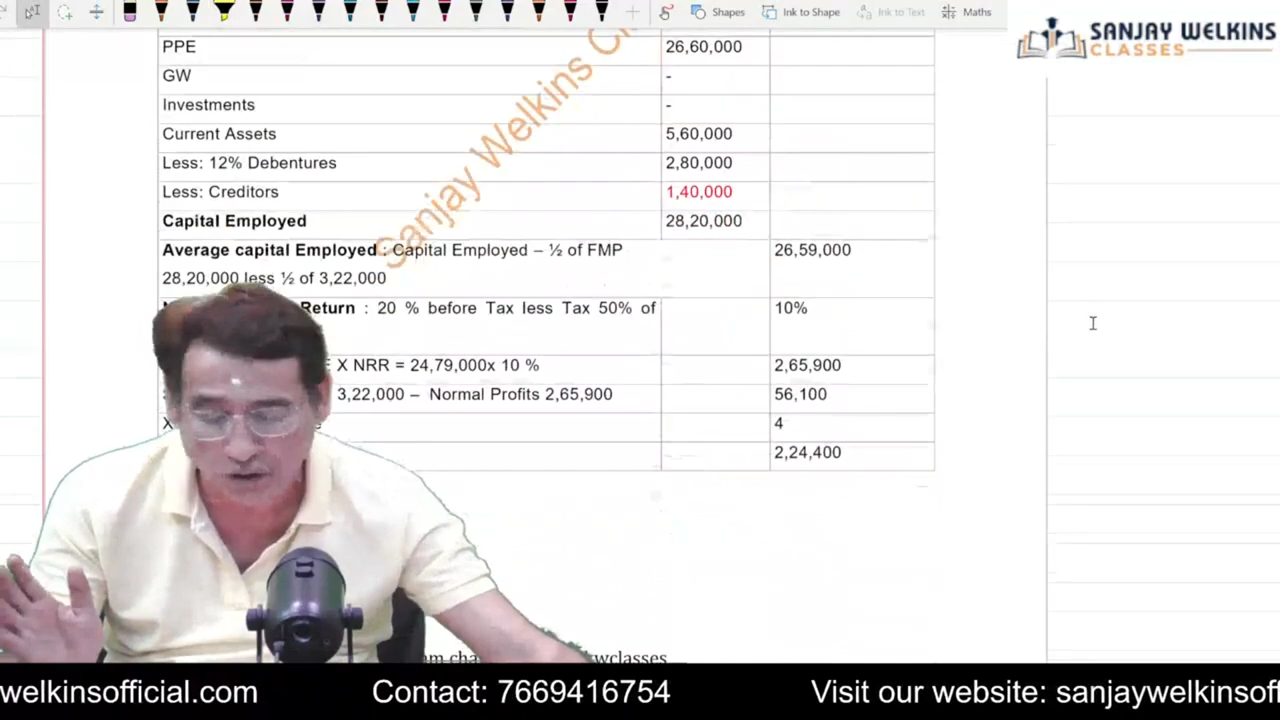 Shapes Ink to Shape Ink to Text Maths
SANJAY WELKINS
CLASSES
PPE 26,60,000
GW -
Investments -
Current Assets 5,60,000
Less: 12% Debentures 2,80,000
Less: Creditors 1,40,000
Capital Employed 28,20,000
Sanjay Welkins
Average capital Employed : Capital Employed – ½ of FMP 26,59,000
28,20,000 less ½ of 3,22,000
Return : 20 % before Tax less Tax 50% of 10%
X NRR = 24,79,000x 10 % 2,65,900
3,22,000 – Normal Profits 2,65,900 56,100
4
2,24,400
wclasses
welkinsofficial.com Contact: 7669416754 Visit our website: sanjaywelkinsof